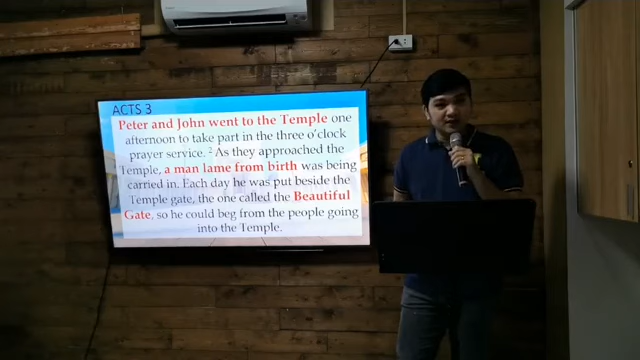 ACTS 3
Peter and John went to the Temple one
afternoon to take part in the three o'clock
prayer service. 2 As they approached the
Temple, a man lame from birth was being
carried in. Each day he was put beside the
Temple gate, the one called the Beautiful
Gate, so he could beg from the people going
into the Temple.